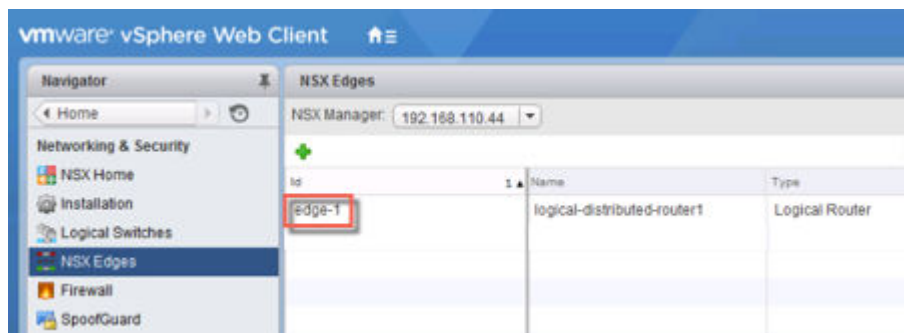 vmware® vSphere Web Client
Navigator
Home
Networking & Security
NSX Home
Installation
Logical Switches
NSX Edges
Firewall
SpoofGuard
NSX Edges
NSX Manager: 192.168.110.44
Id 1 Name Type
edge-1 logical-distributed-router1 Logical Router